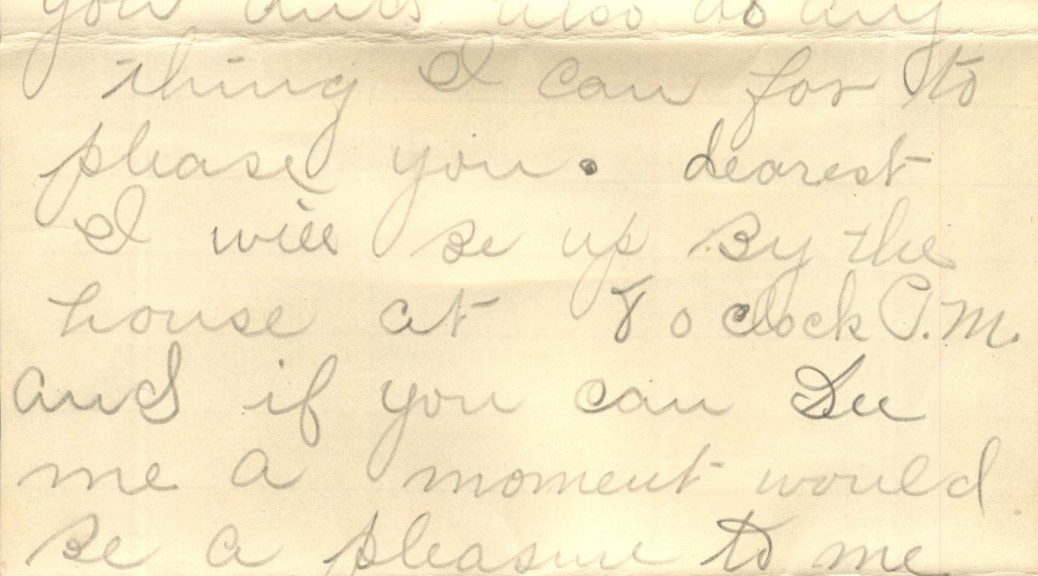 you and also do any
thing I can for to
please you. dearest
I will be up By the
house at 8 o clock P.M.
and if you can See
me a moment would
be a pleasure to me